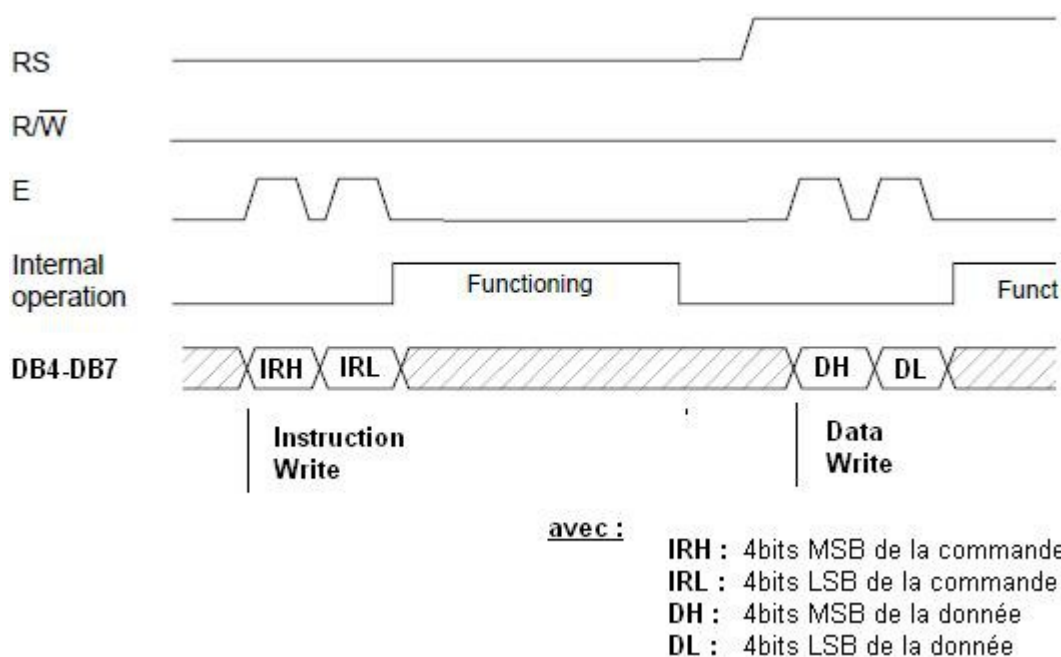 RS
R/W̅
E
Internal
operation
Functioning
Funct
DB4-DB7
IRH
IRL
DH
DL
Instruction
Write
Data
Write
avec :
IRH : 4bits MSB de la commande
IRL : 4bits LSB de la commande
DH : 4bits MSB de la donnée
DL : 4bits LSB de la donnée